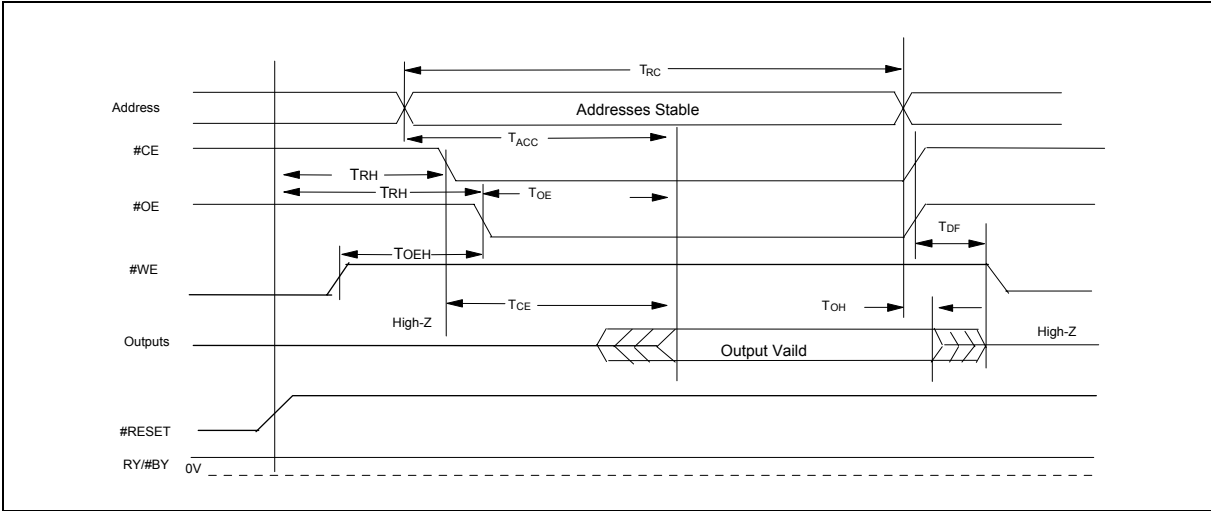 TRC
Address
Addresses Stable
TACC
#CE
TRH
TRH
TOE
#OE
TDF
TOEH
#WE
TCE
TOH
High-Z
High-Z
Outputs
Output Vaild
#RESET
RY/#BY
0V